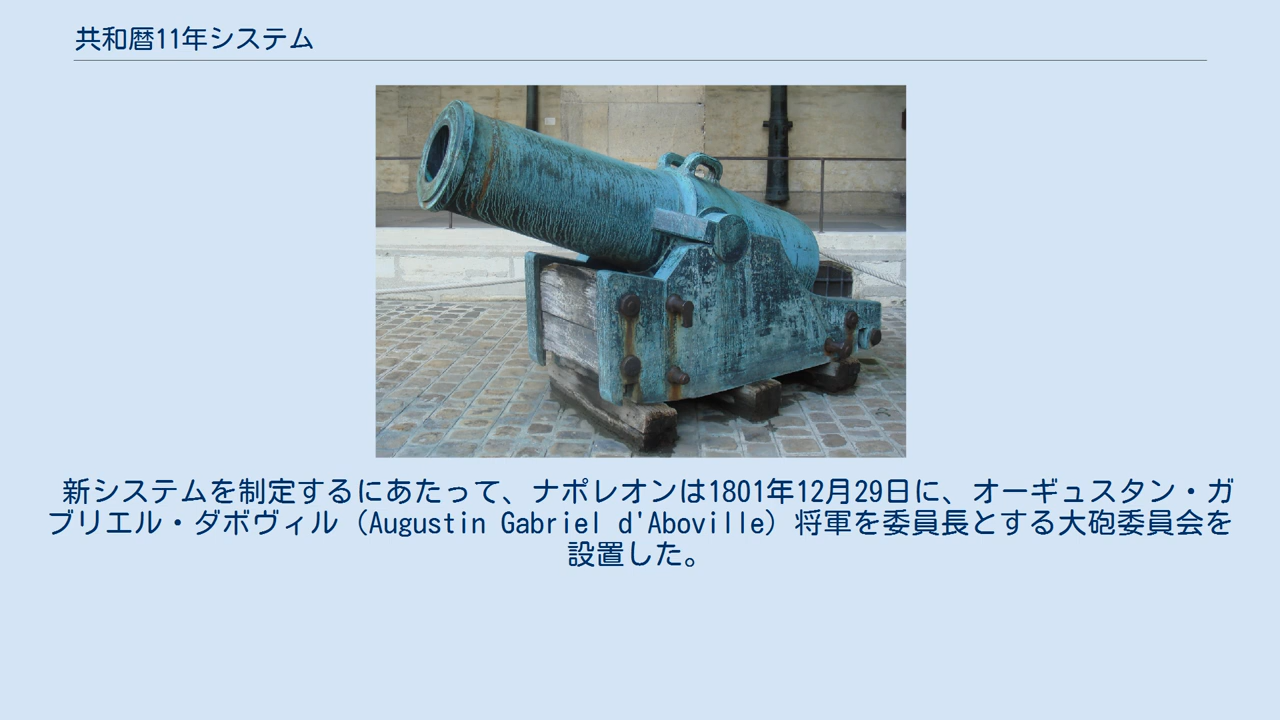 共和暦11年システム
新システムを制定するにあたって、ナポレオンは1801年12月29日に、オーギュスタン・ガ
ブリエル・ダボヴィル（Augustin Gabriel d'Aboville）将軍を委員長とする大砲委員会を
設置した。